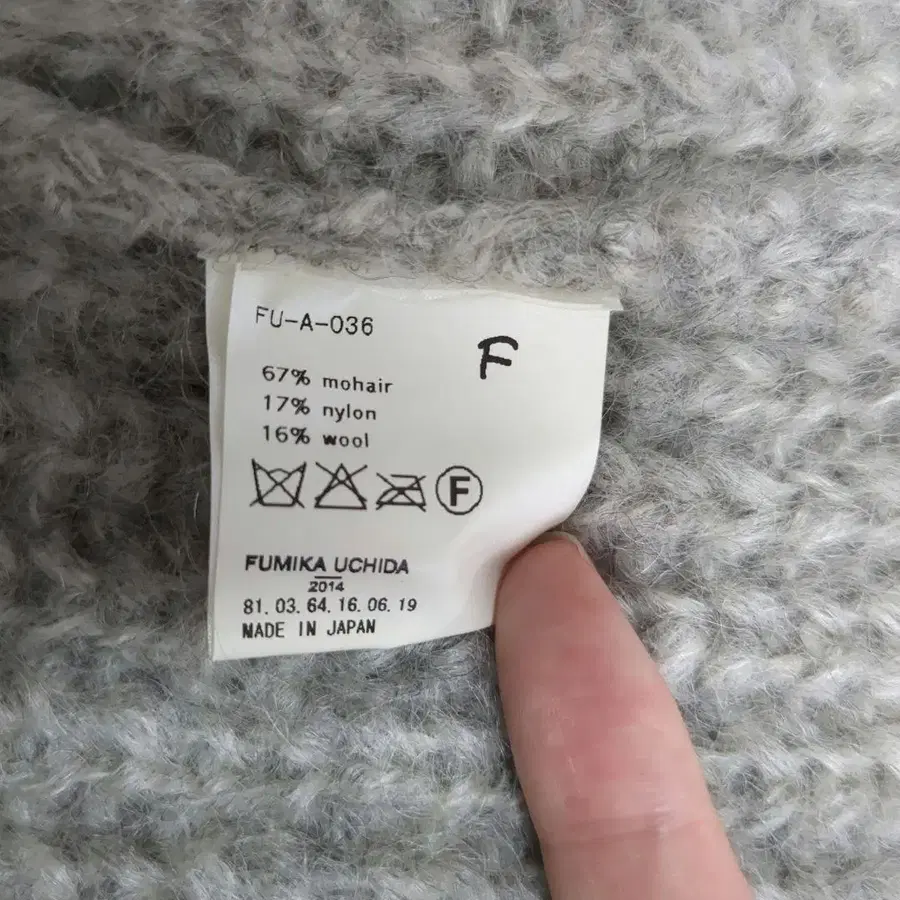 FU-A-036
F
67% mohair
17% nylon
16% wool
F
FUMIKA UCHIDA
2014
81. 03. 64. 16. 06. 19
MADE IN JAPAN